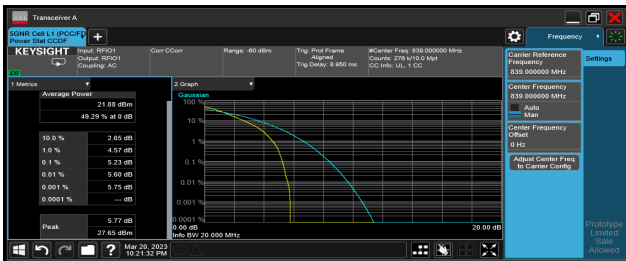 Transceiver A
5GNR Cell L1 (PCC/FD
Power Stat CCDF
Frequency
KEYSIGHT
Input: RFIO1
Output: RFIO1
Coupling: AC
Corr CCorr
Range: -60 dBm
Trig: Prot Frame
Aligned
Trig Delay: 8.950 ms
#Center Freq: 839.000000 MHz
Counts: 276 k/10.0 Mpt
CC Info: UL, 1 CC
LXI
1 Metrics
Average Power
21.88 dBm
49.29 % at 0 dB
10.0 % 2.65 dB
1.0 % 4.57 dB
0.1 % 5.23 dB
0.01 % 5.60 dB
0.001 % 5.75 dB
0.0001 % --- dB
Peak
5.77 dB
27.65 dBm
2 Graph
Gaussian
100 %
10 %
1 %
0.1 %
0.01 %
0.001 %
0.0001 %
0.00 dB
20.00 dB
Info BW 20.000 MHz
Carrier Reference
Frequency
839.000000 MHz
Center Frequency
839.000000 MHz
Auto
Man
Center Frequency
Offset
0 Hz
Adjust Center Freq
to Carrier Config
Settings
Prototype
Limited
Sale
Allowed
?
Mar 20, 2023
10:21:32 PM